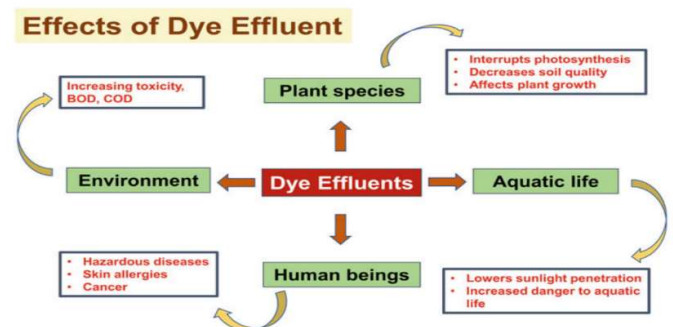 Effects of Dye Effluent
• Interrupts photosynthesis
• Decreases soil quality
• Affects plant growth
Increasing toxicity,
BOD, COD
Plant species
Environment
Dye Effluents
Aquatic life
• Hazardous diseases
• Skin allergies
• Cancer
Human beings
• Lowers sunlight penetration
• Increased danger to aquatic
life